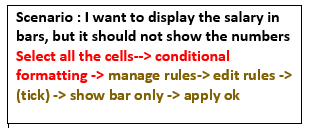 Scenario : I want to display the salary in
bars, but it should not show the numbers
Select all the cells--> conditional
formatting -> manage rules-> edit rules ->
(tick) -> show bar only -> apply ok